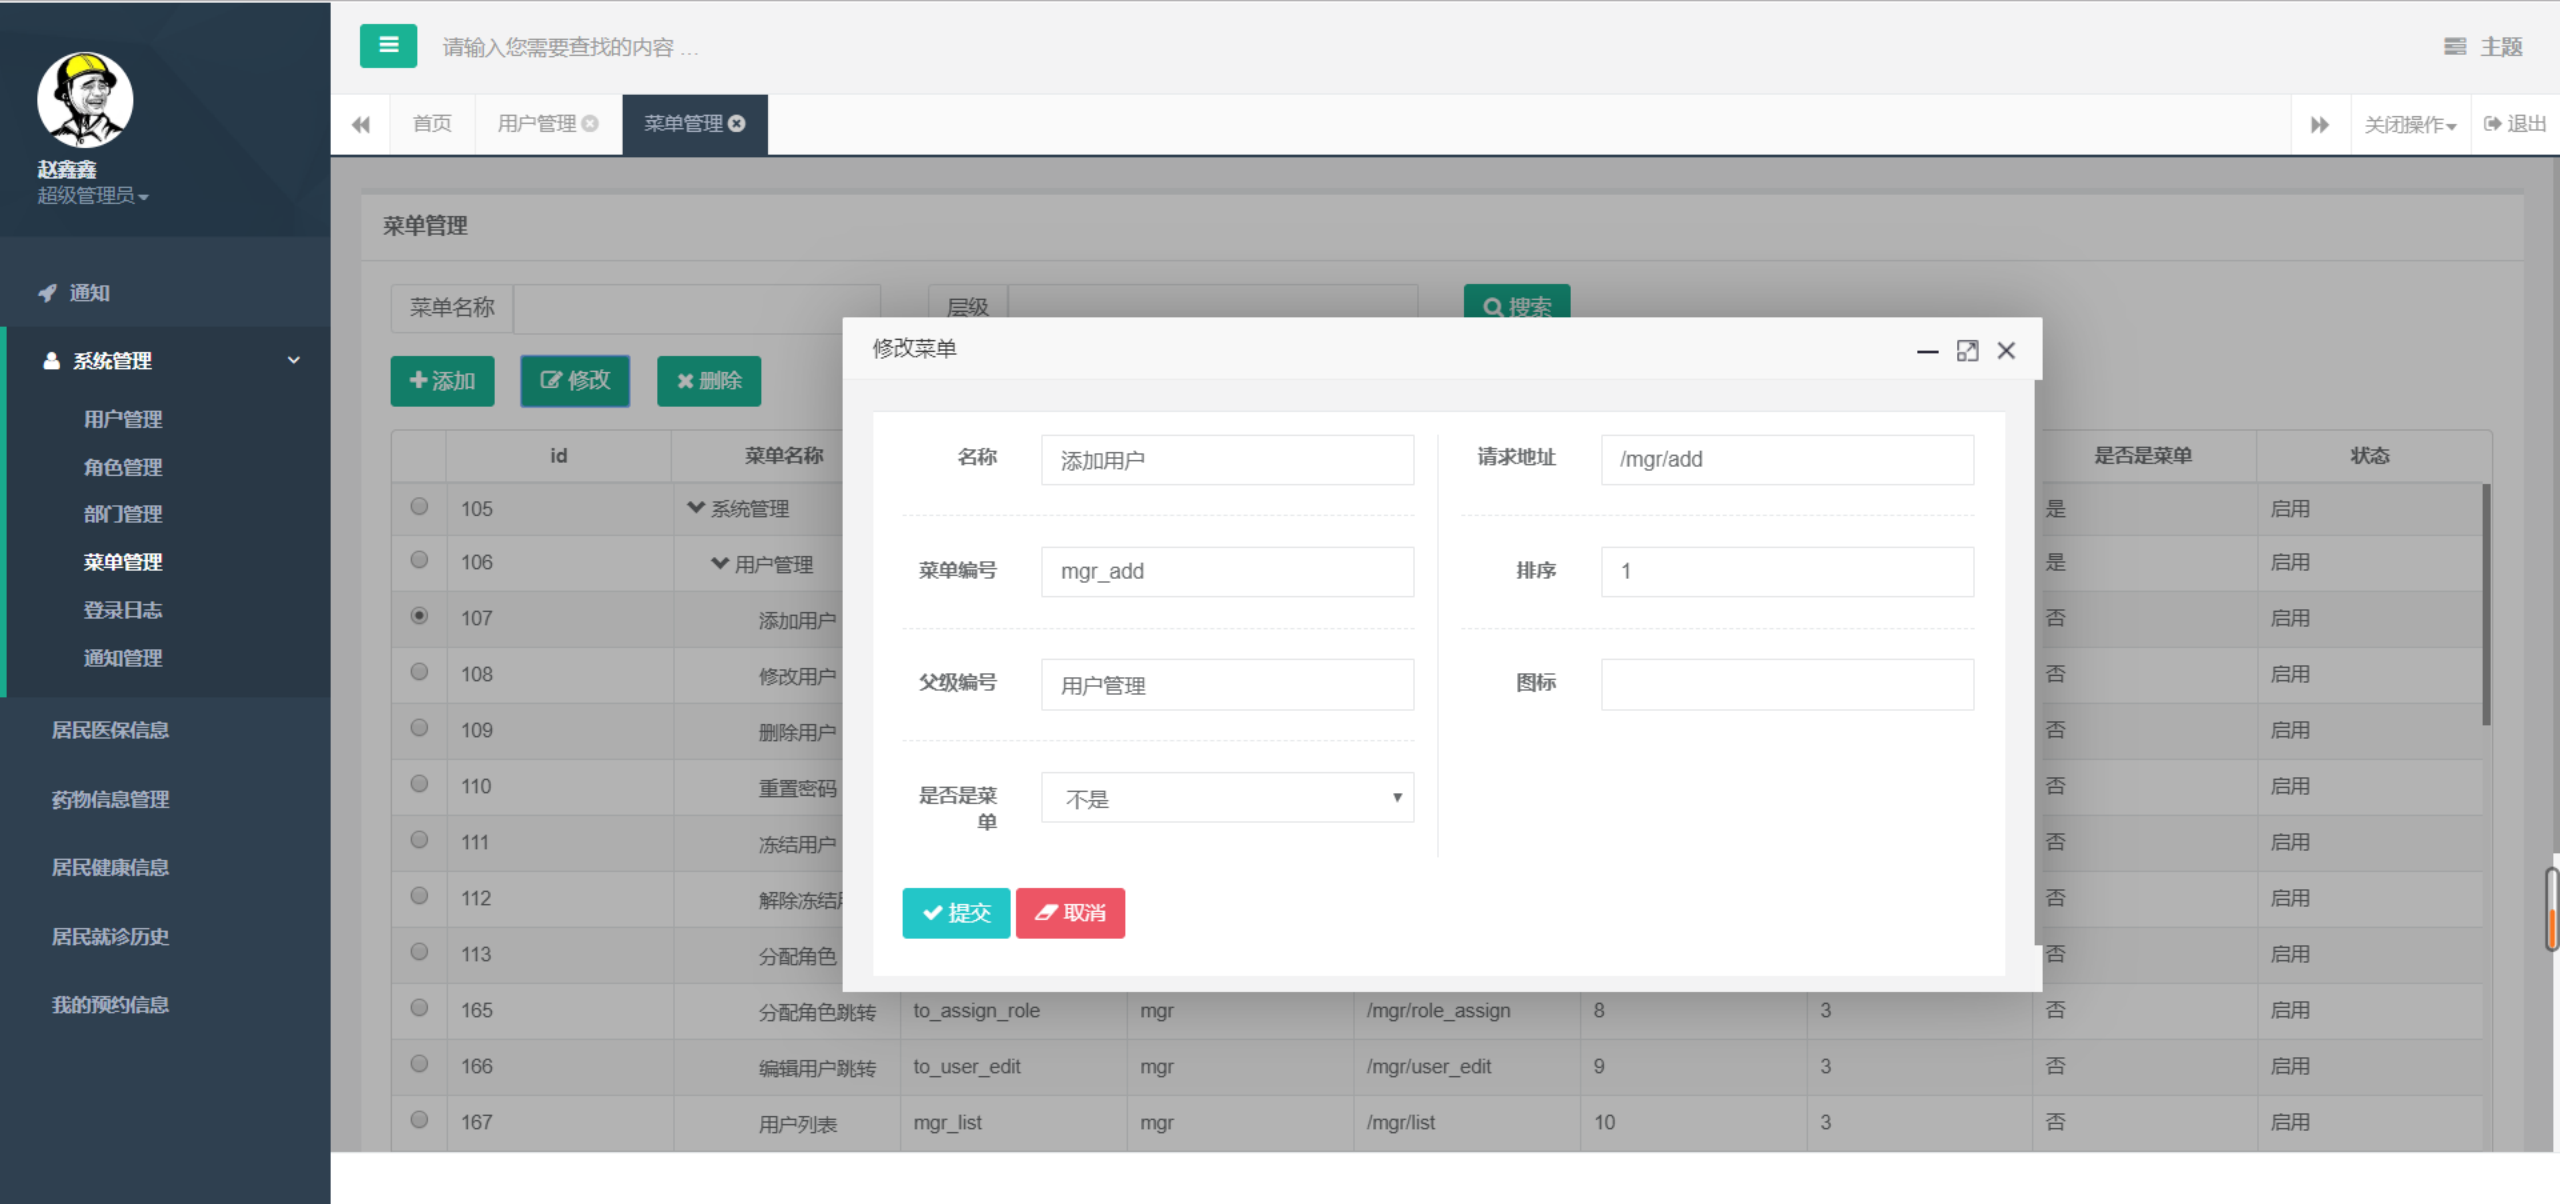 请输入您需要查找的内容 ...
主题
首页
用户管理
菜单管理
关闭操作
退出
赵鑫鑫
超级管理员
通知
系统管理
用户管理
角色管理
部门管理
菜单管理
登录日志
通知管理
居民医保信息
药物信息管理
居民健康信息
居民就诊历史
我的预约信息
菜单管理
菜单名称
层级
搜索
添加
修改
删除
id 菜单名称 是否是菜单 状态
105 系统管理 是 启用
106 用户管理 是 启用
107 添加用户 否 启用
108 修改用户 否 启用
109 删除用户 否 启用
110 重置密码 否 启用
111 冻结用户 否 启用
112 解除冻结 否 启用
113 分配角色 否 启用
165 分配角色跳转 to_assign_role mgr /mgr/role_assign 8 3 否 启用
166 编辑用户跳转 to_user_edit mgr /mgr/user_edit 9 3 否 启用
167 用户列表 mgr_list mgr /mgr/list 10 3 否 启用
修改菜单
名称 添加用户
请求地址 /mgr/add
菜单编号 mgr_add
排序 1
父级编号 用户管理
图标
是否是菜
单
不是
提交
取消